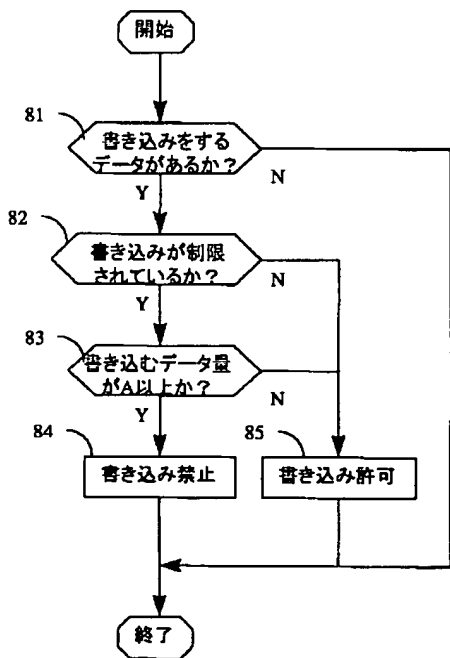 開始
81
書き込みをする
データがあるか？
N
Y
82
書き込みが制限
されているか？
N
Y
83
書き込むデータ量
がA以上か？
N
Y
84
書き込み禁止
85
書き込み許可
終了